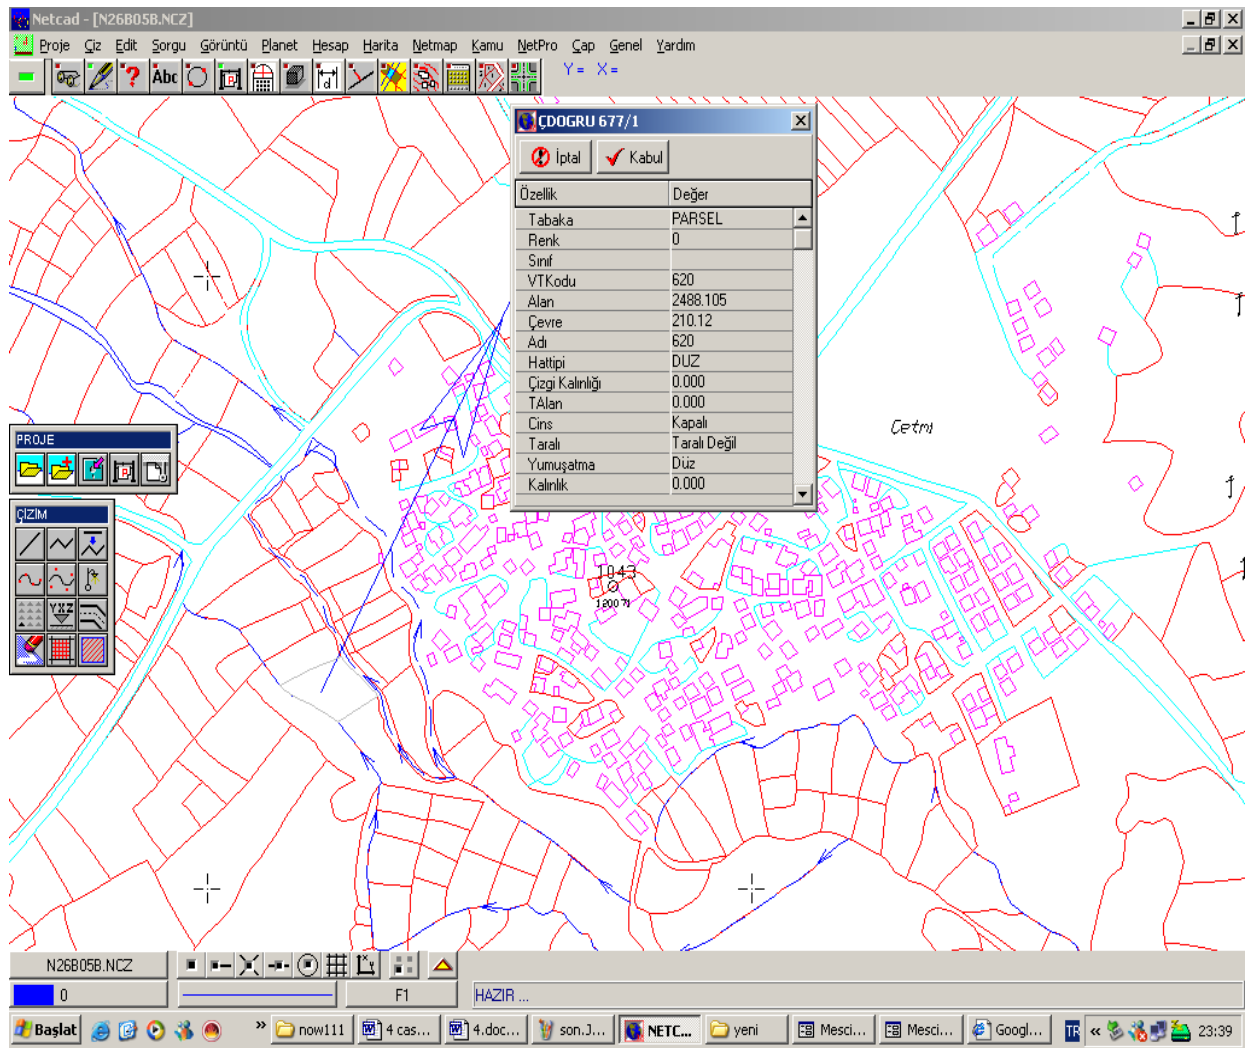 Netcad - [N26B05B.NCZ]
Proje Çiz Edit Sorgu Görüntü Planet Hesap Harita Netmap Kamu NetPro Çap Genel Yardım
Abc Y= X=
ÇDOGRU 677/1
İptal Kabul
Özellik Değer
Tabaka PARSEL
Renk 0
Sınıf
VTKodu 620
Alan 2488.105
Çevre 210.12
Adı 620
Hattipi DUZ
Çizgi Kalınlığı 0.000
TAlan 0.000
Cins Kapalı
Taralı Taralı Değil
Yumuşatma Düz
Kalınlık 0.000
Çetmi
PROJE
ÇİZİM
YXZ
1043
120071
N26B05B.NCZ
0 F1 HAZIR ...
Başlat » now111 4 cas... 4.doc... son.J... NETC... yeni Mesci... Mesci... Googl... TR « 23:39